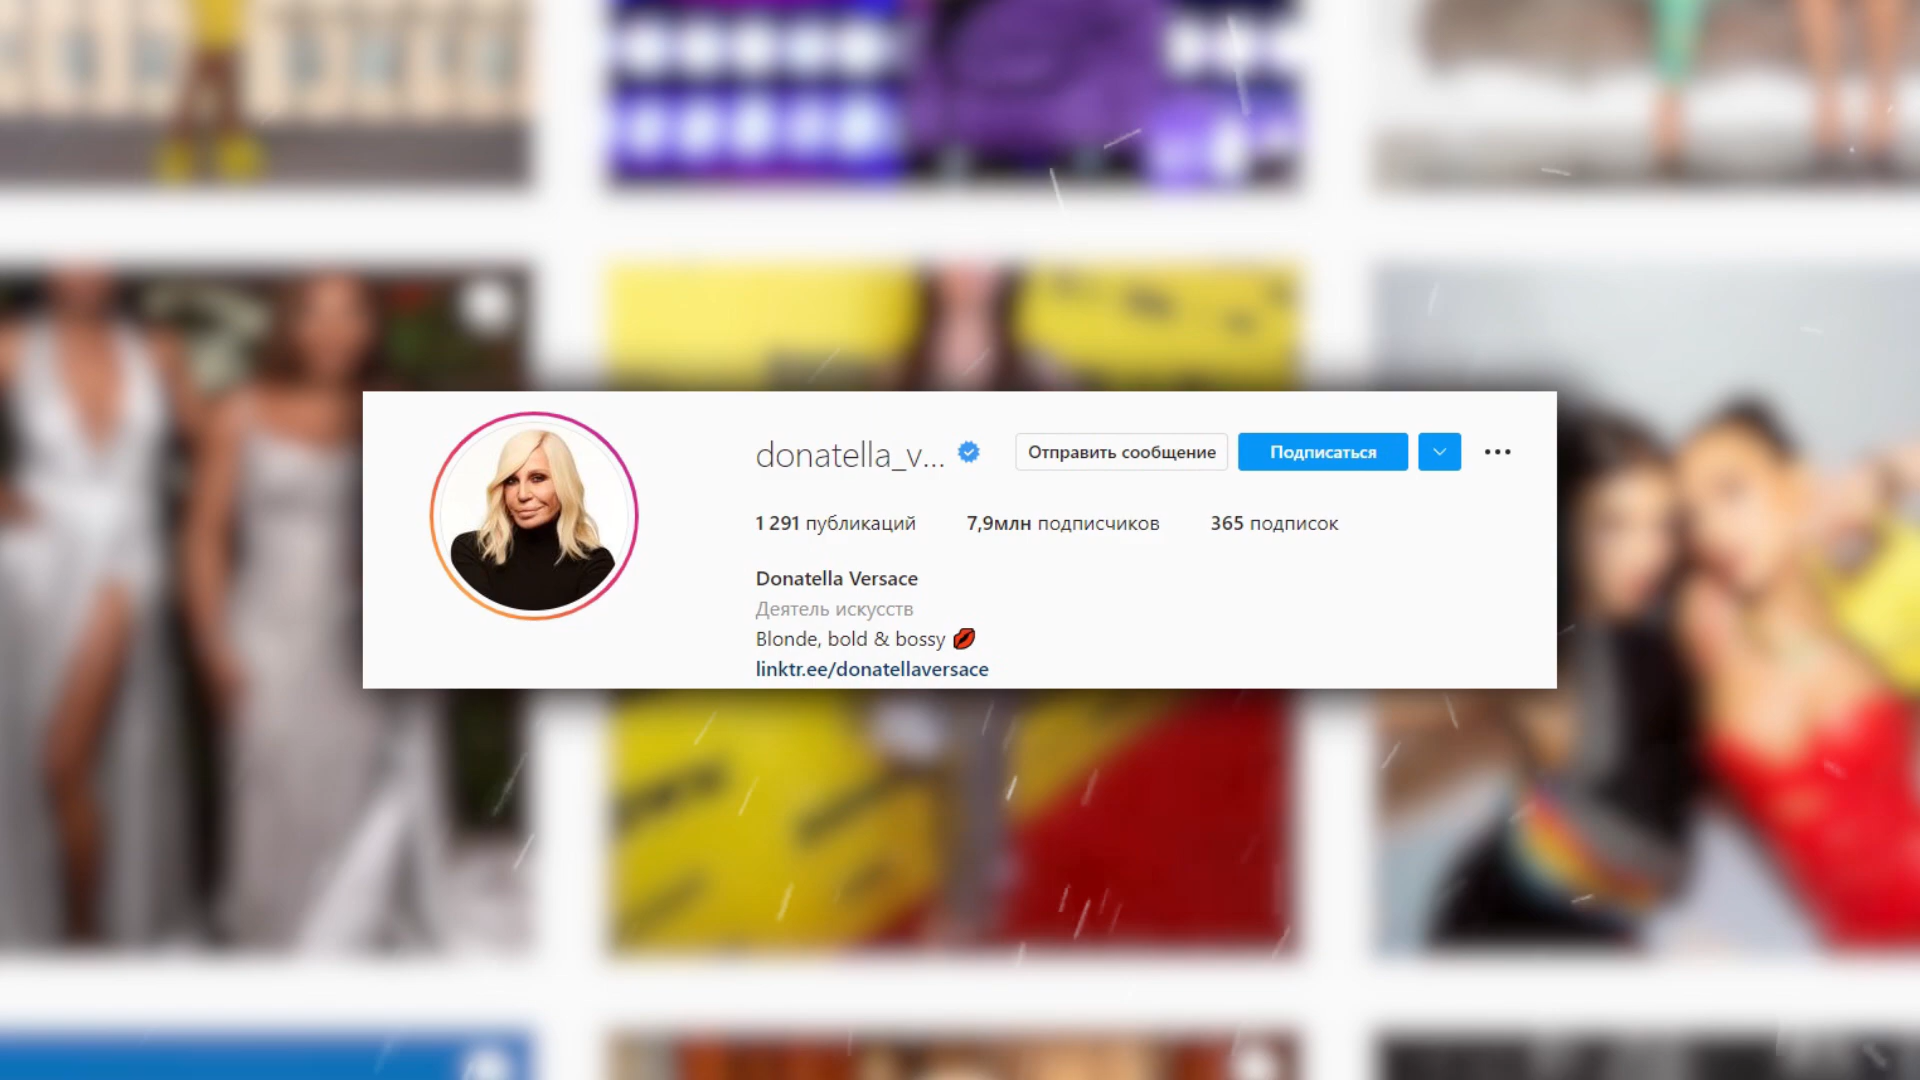 donatella_v... Отправить сообщение Подписаться
1 291 публикаций 7,9млн подписчиков 365 подписок
Donatella Versace
Деятель искусств
Blonde, bold & bossy 💋
linktr.ee/donatellaversace